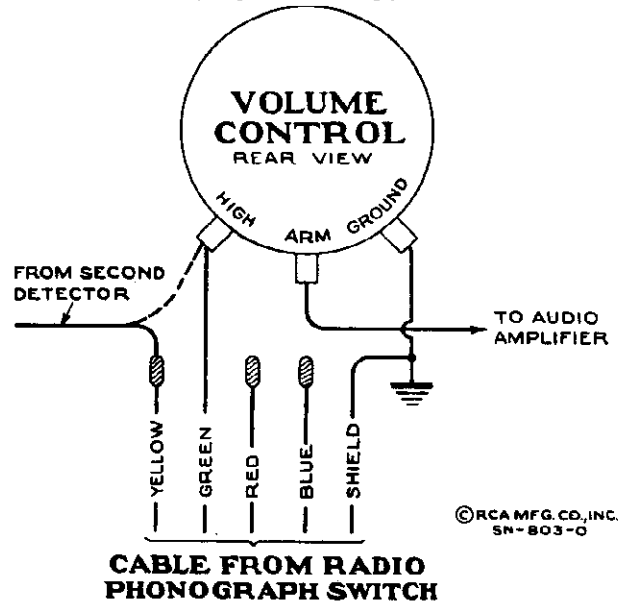 VOLUME
CONTROL
REAR VIEW
HIGH
ARM
GROUND
FROM SECOND
DETECTOR
TO AUDIO
AMPLIFIER
YELLOW
GREEN
RED
BLUE
SHIELD
©RCA MFG. CO., INC.
SN-803-0
CABLE FROM RADIO
PHONOGRAPH SWITCH